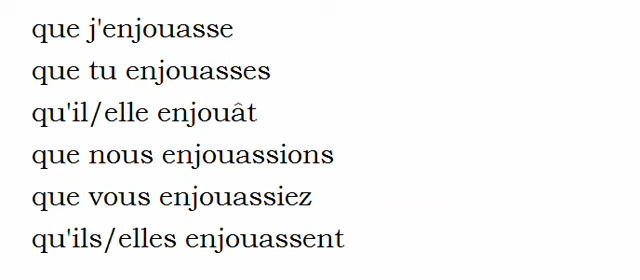 que j'enjouasse
que tu enjouasses
qu'il/elle enjouât
que nous enjouassions
que vous enjouassiez
qu'ils/elles enjouassent